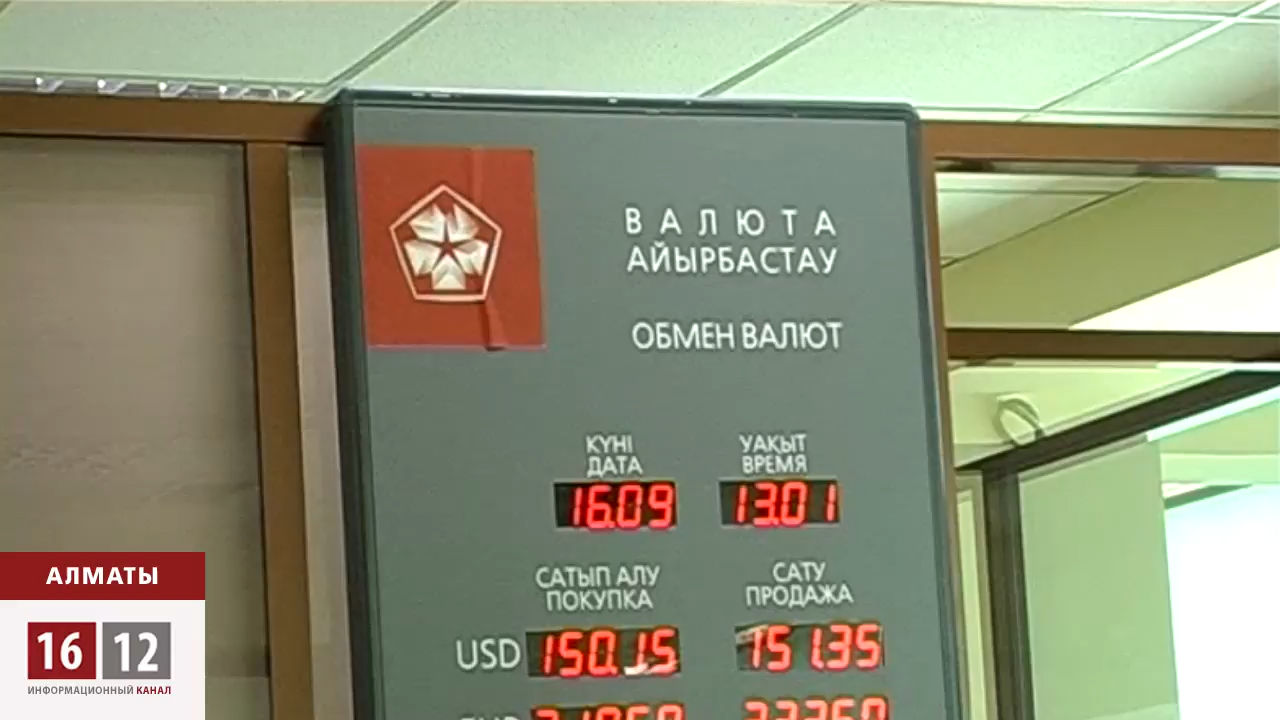 ВАЛЮТА
АЙЫРБАСТАУ
ОБМЕН ВАЛЮТ
КҮНІ
ДАТА
УАҚЫТ
ВРЕМЯ
16.09
13.01
САТЫП АЛУ
ПОКУПКА
САТУ
ПРОДАЖА
USD 150.15 151.35
АЛМАТЫ
16 12
ИНФОРМАЦИОННЫЙ КАНАЛ